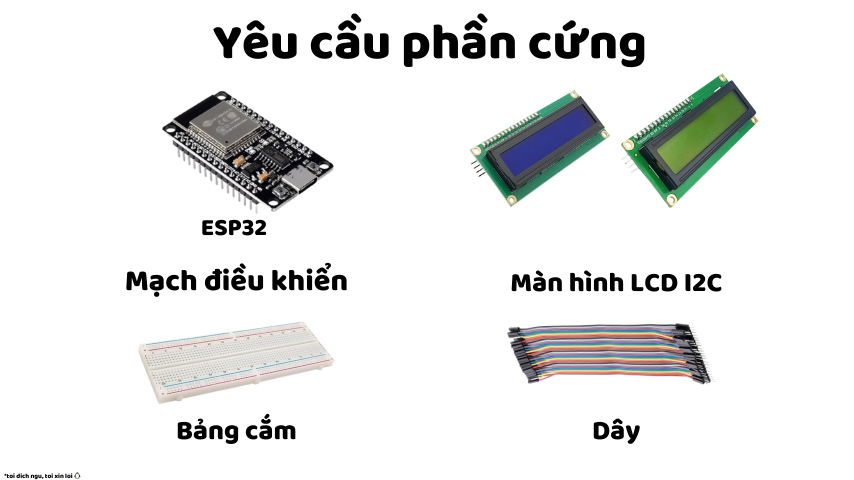 Yêu cầu phần cứng
ESP32
Mạch điều khiển
Màn hình LCD I2C
Bảng cắm
Dây
*toi dich ngu, toi xin loi 🐧